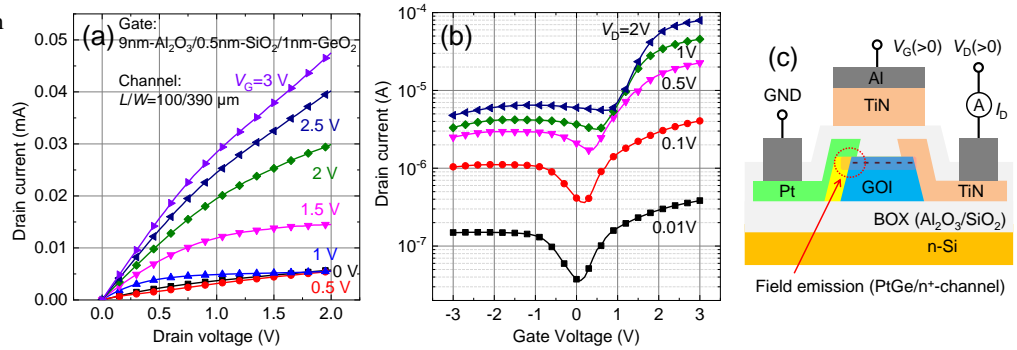 n
(a)
Gate:
9nm-Al2O3/0.5nm-SiO2/1nm-GeO2
Channel:
L/W=100/390 μm
VG=3 V
2.5 V
2 V
1.5 V
1 V
0 V
0.5 V
0.05
0.04
0.03
0.02
0.01
0.00
Drain current (mA)
0.0 0.5 1.0 1.5 2.0
Drain voltage (V)
(b)
VD=2V
1V
0.5V
0.1V
0.01V
10-4
10-5
10-6
10-7
Drain current (A)
-3 -2 -1 0 1 2 3
Gate Voltage (V)
(c)
VG(>0) VD(>0)
Al
GND
A ID
TiN
Pt GOI TiN
BOX (Al2O3/SiO2)
n-Si
Field emission (PtGe/n+-channel)